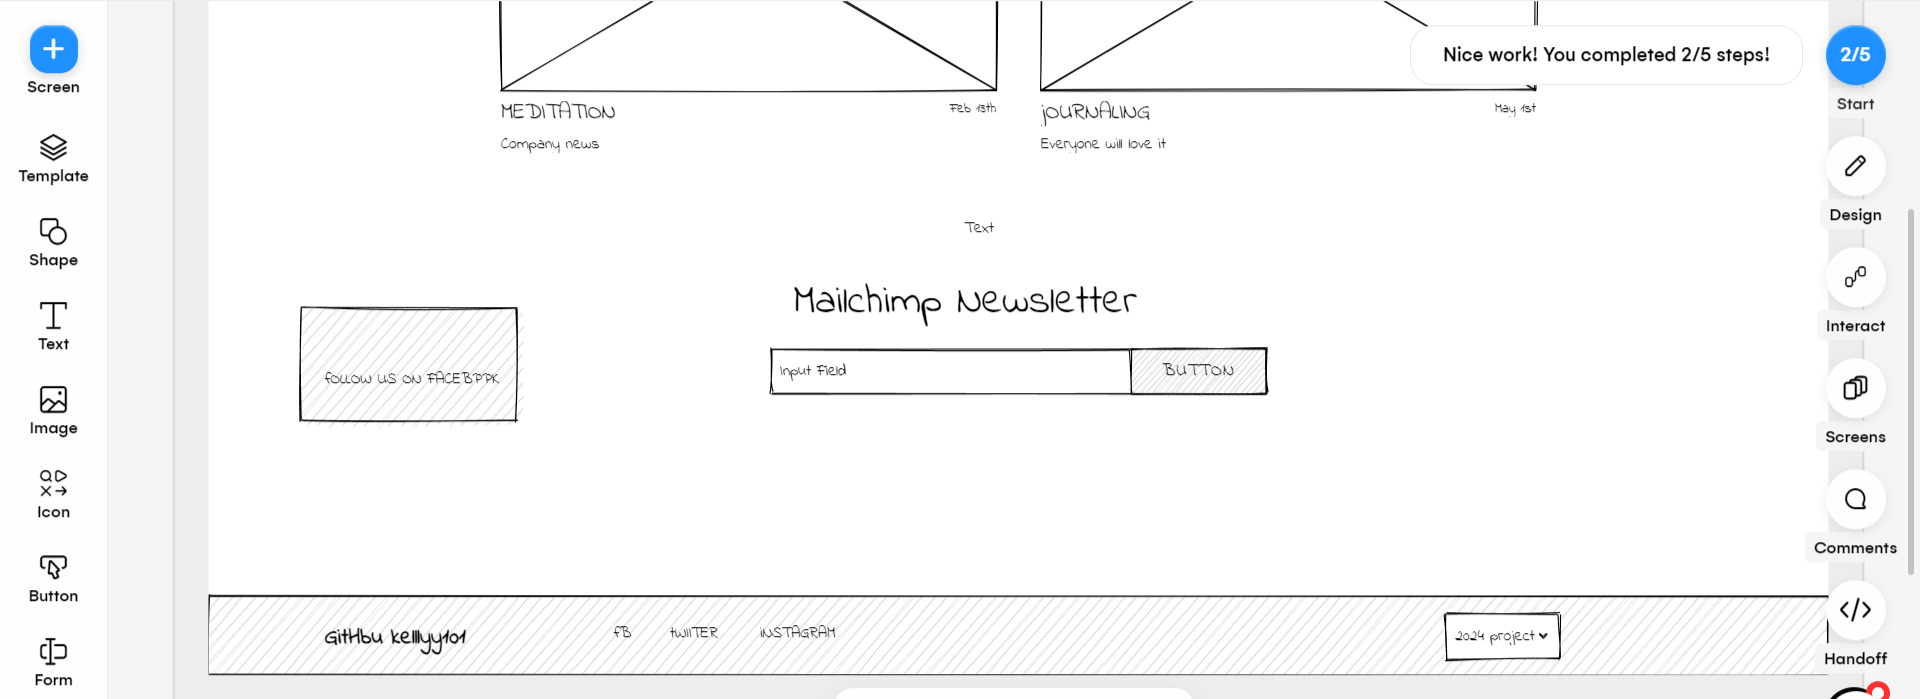 Screen
Template
Shape
Text
Image
Icon
Button
Form
Nice work! You completed 2/5 steps!
2/5
Start
Design
Interact
Screens
Comments
Handoff
MEDITATION
Feb 13th
Company news
jOURNALING
May 1st
Everyone will love it
Text
Mailchimp Newsletter
Input Field
BUTTON
fOLLOW US ON FACEBPPK
GitHbu kelllyy101
fB
twiITER
iNSTAGRAM
2024 project